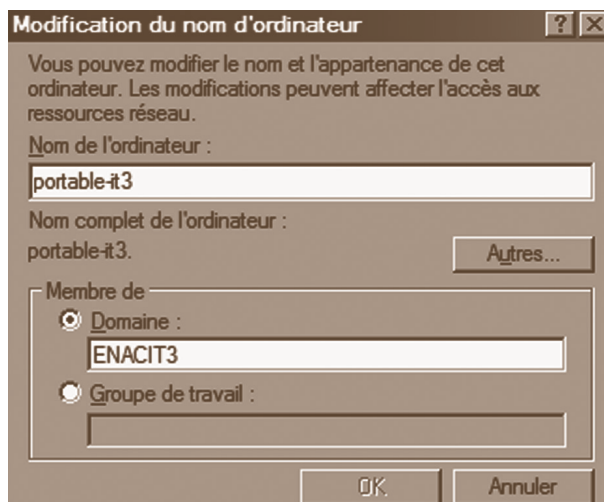 Modification du nom d'ordinateur
Vous pouvez modifier le nom et l'appartenance de cet
ordinateur. Les modifications peuvent affecter l'accès aux
ressources réseau.
Nom de l'ordinateur :
portable-it3
Nom complet de l'ordinateur :
portable-it3.
Autres...
Membre de
Domaine :
ENACIT3
Groupe de travail :
OK Annuler